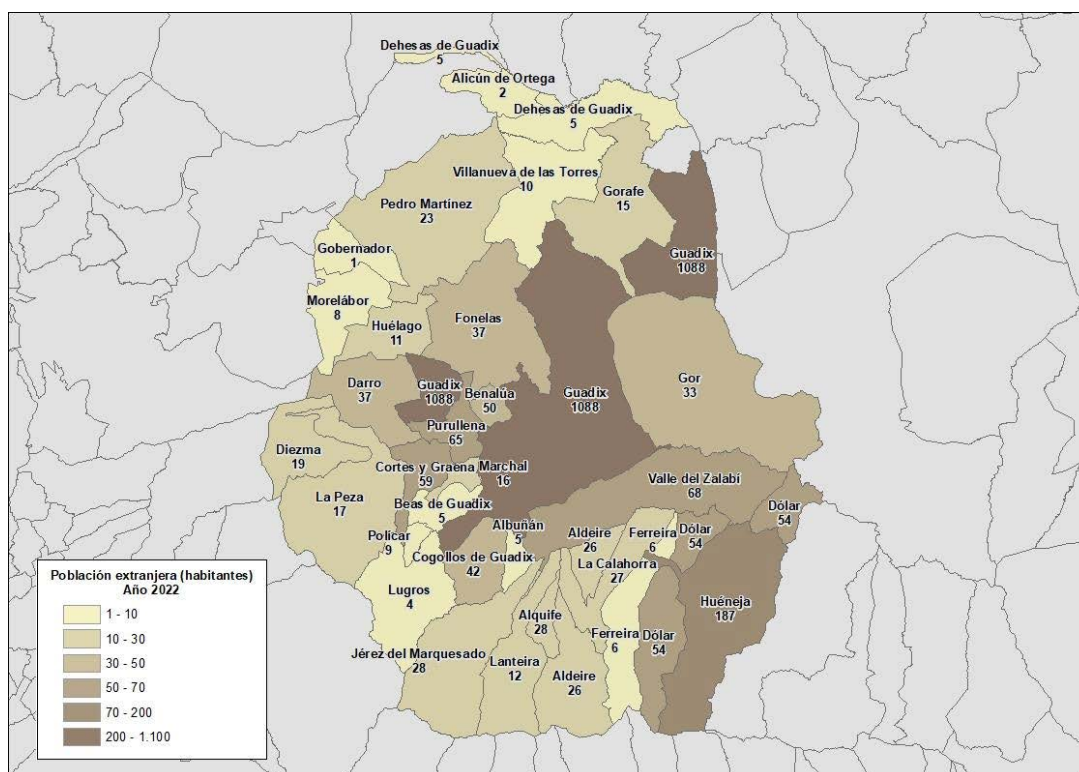 Dehesas de Guadix
5
Alicún de Ortega
2
Dehesas de Guadix
5
Villanueva de las Torres
10
Gorafe
15
Pedro Martínez
23
Guadix
1088
Gobernador
1
Morelábor
8
Huélago
11
Fonelas
37
Darro
37
Guadix
1088
Benalúa
50
Guadix
1088
Gor
33
Purullena
65
Diezma
19
Cortes y Graena
59
Marchal
16
Valle del Zalabí
68
La Peza
17
Beas de Guadix
5
Dólar
54
Albuñán
5
Aldeire
26
Ferreira
6
Dólar
54
Polícar
9
Cogollos de Guadix
42
La Calahorra
27
Lugros
4
Huéneja
187
Alquife
28
Ferreira
6
Dólar
54
Jérez del Marquesado
28
Lanteira
12
Aldeire
26
Población extranjera (habitantes)
Año 2022
1 - 10
10 - 30
30 - 50
50 - 70
70 - 200
200 - 1.100